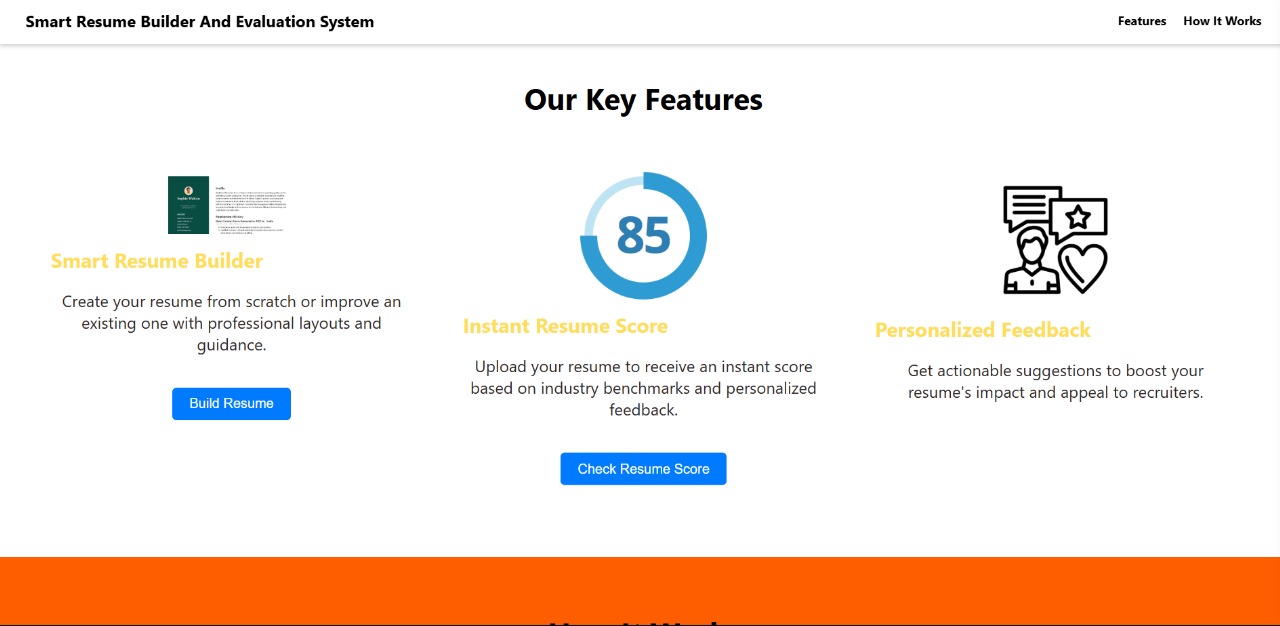 Smart Resume Builder And Evaluation System
Features
How It Works
Our Key Features
Smart Resume Builder
Create your resume from scratch or improve an
existing one with professional layouts and
guidance.
Build Resume
85
Instant Resume Score
Upload your resume to receive an instant score
based on industry benchmarks and personalized
feedback.
Check Resume Score
Personalized Feedback
Get actionable suggestions to boost your
resume's impact and appeal to recruiters.